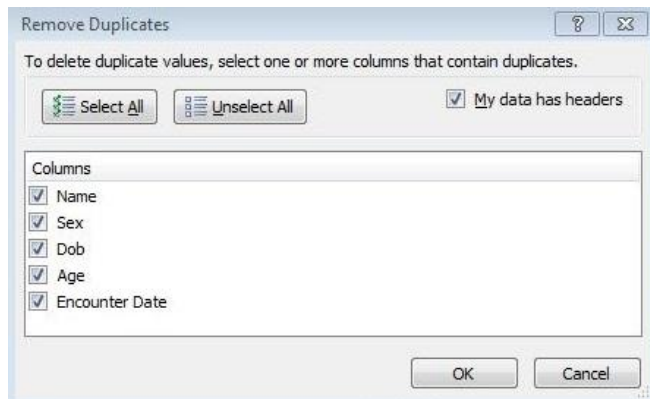 Remove Duplicates
To delete duplicate values, select one or more columns that contain duplicates.
Select All Unselect All My data has headers
Columns
Name
Sex
Dob
Age
Encounter Date
OK Cancel